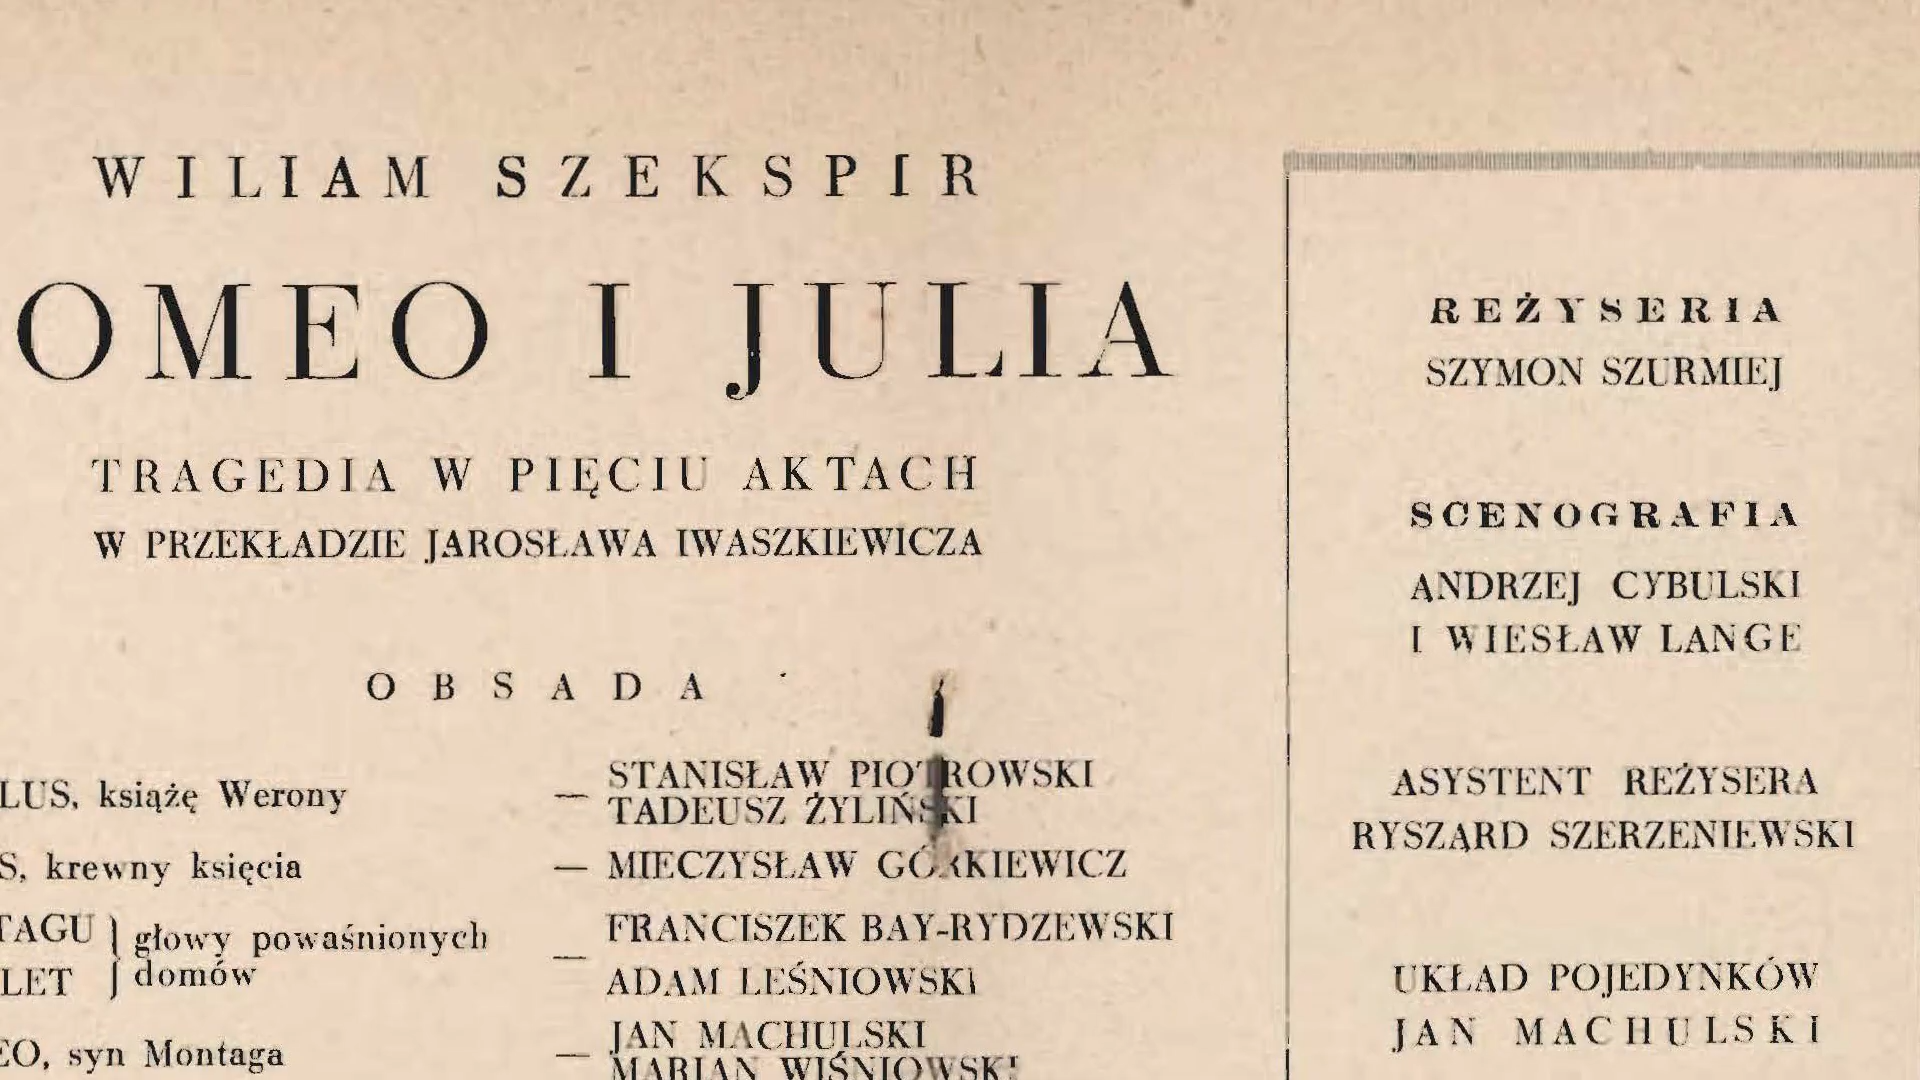 WILIAM SZEKSPIR
OMEO I JULIA
TRAGEDIA W PIĘCIU AKTACH
W PRZEKŁADZIE JAROSŁAWA IWASZKIEWICZA
OBSADA
LUS, książę Werony — STANISŁAW PIOTROWSKI
TADEUSZ ŻYLIŃSKI
S, krewny księcia — MIECZYSŁAW GÓRKIEWICZ
TAGU } głowy powaśnionych — FRANCISZEK BAY-RYDZEWSKI
LET } domów ADAM LEŚNIOWSKI
EO, syn Montaga — JAN MACHULSKI
MARIAN WIŚNIOWSKI
REŻYSERIA
SZYMON SZURMIEJ
SCENOGRAFIA
ANDRZEJ CYBULSKI
I WIESŁAW LANGE
ASYSTENT REŻYSERA
RYSZARD SZERZENIEWSKI
UKŁAD POJEDYNKÓW
JAN MACHULSKI